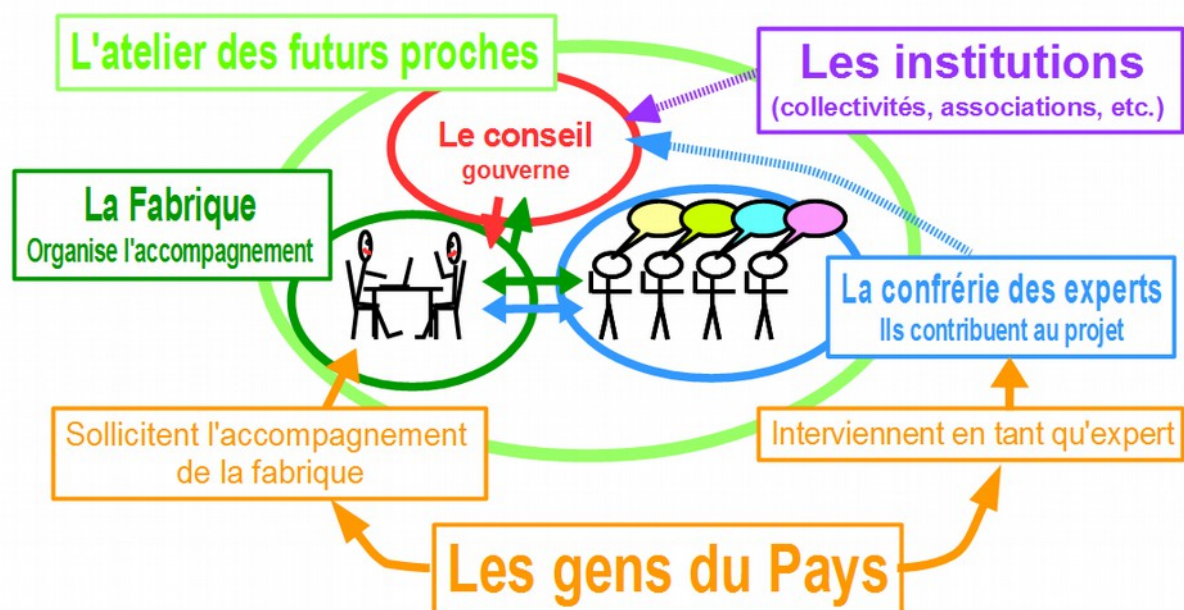 L'atelier des futurs proches
Les institutions
(collectivités, associations, etc.)
Le conseil
gouverne
La Fabrique
Organise l'accompagnement
La confrérie des experts
Ils contribuent au projet
Sollicitent l'accompagnement
de la fabrique
Interviennent en tant qu'expert
Les gens du Pays